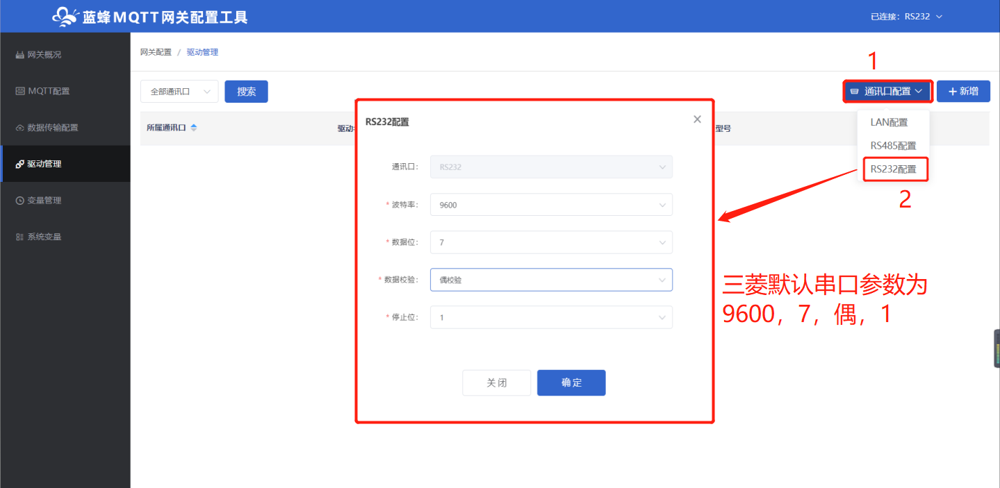 蓝蜂MQTT网关配置工具
已连接：RS232
网关概况
MQTT配置
数据传输配置
驱动管理
变量管理
系统变量
网关配置 / 驱动管理
1
全部通讯口
搜索
通讯口配置
+新增
所属通讯口
驱动
型号
LAN配置
RS485配置
RS232配置
2
RS232配置
通讯口： RS232
* 波特率： 9600
* 数据位： 7
* 数据校验： 偶校验
* 停止位： 1
关闭
确定
三菱默认串口参数为
9600，7，偶，1